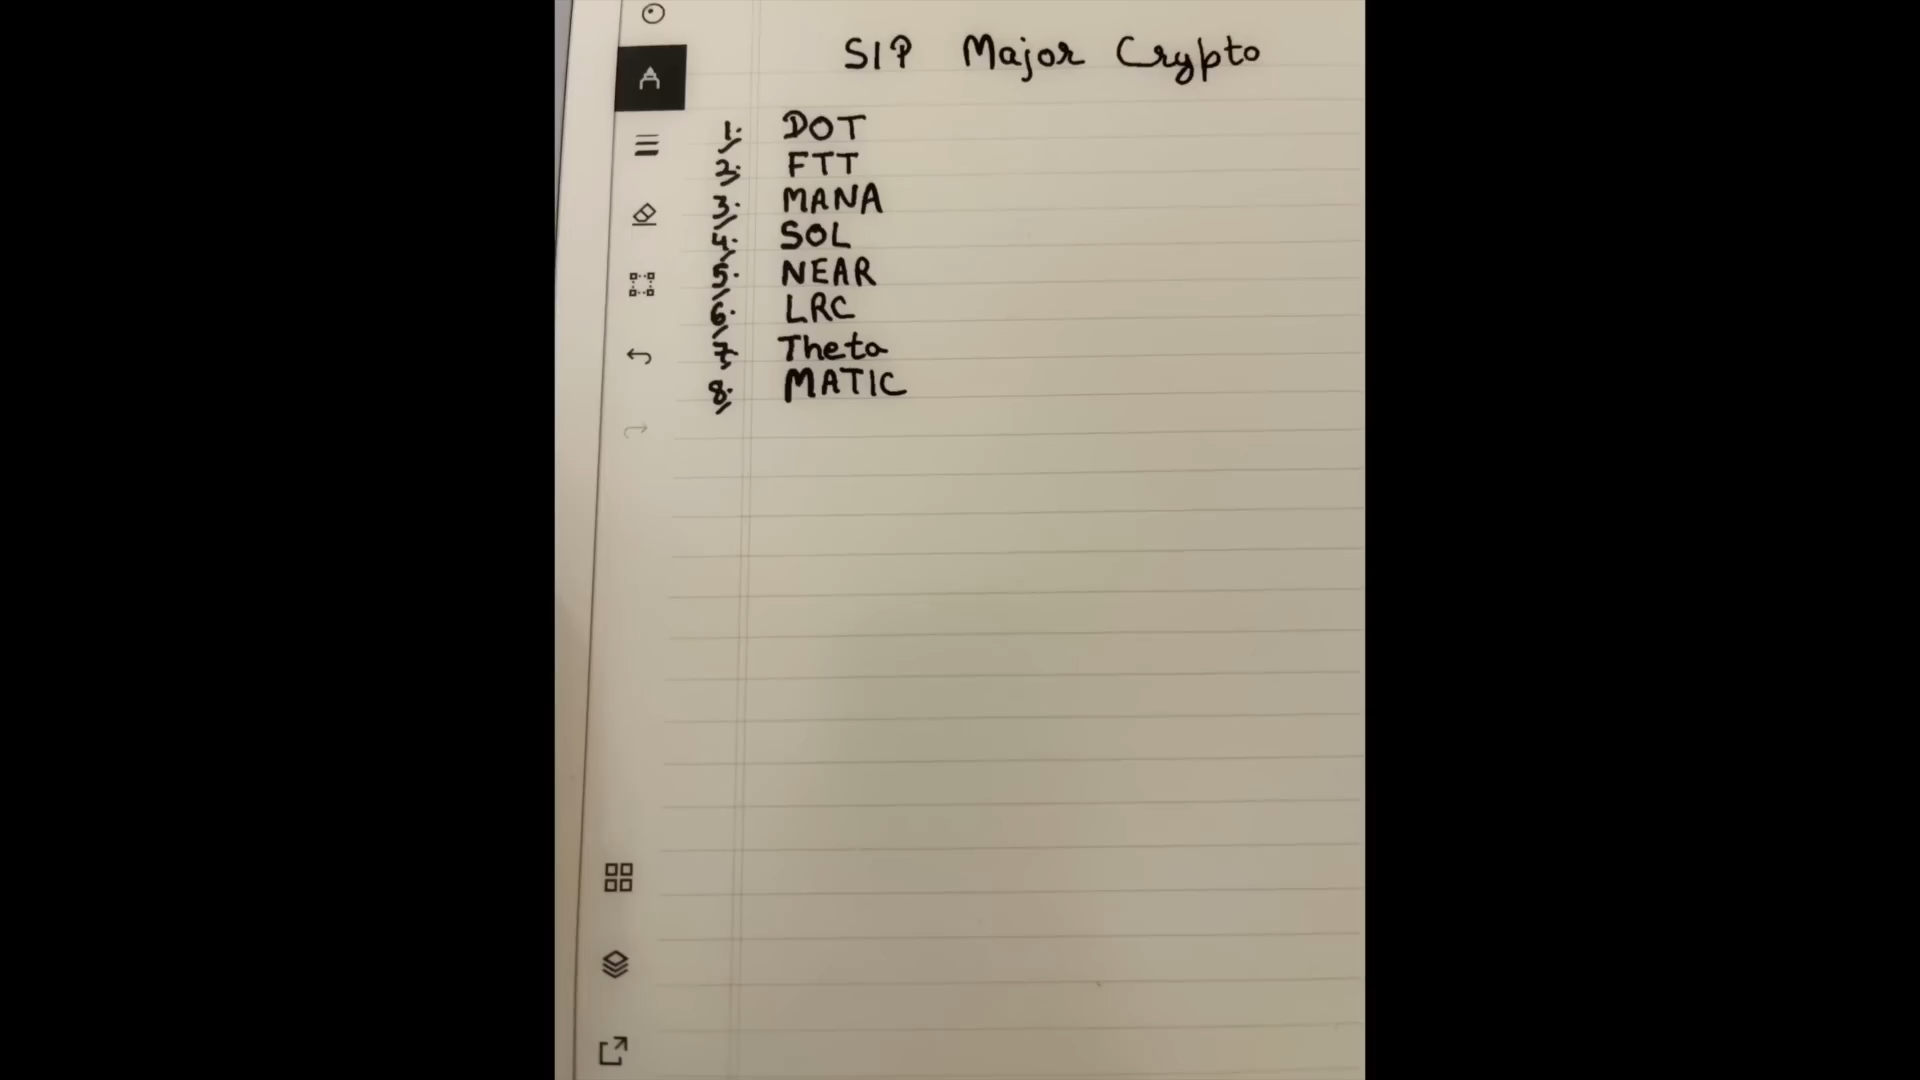 SIP Major Crypto
1. DOT
2. FTT
3. MANA
4. SOL
5. NEAR
6. LRC
7. Theta
8. MATIC